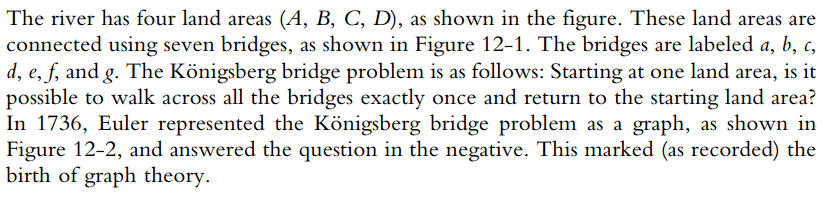 The river has four land areas (A, B, C, D), as shown in the figure. These land areas are
connected using seven bridges, as shown in Figure 12-1. The bridges are labeled a, b, c,
d, e, f, and g. The Königsberg bridge problem is as follows: Starting at one land area, is it
possible to walk across all the bridges exactly once and return to the starting land area?
In 1736, Euler represented the Königsberg bridge problem as a graph, as shown in
Figure 12-2, and answered the question in the negative. This marked (as recorded) the
birth of graph theory.